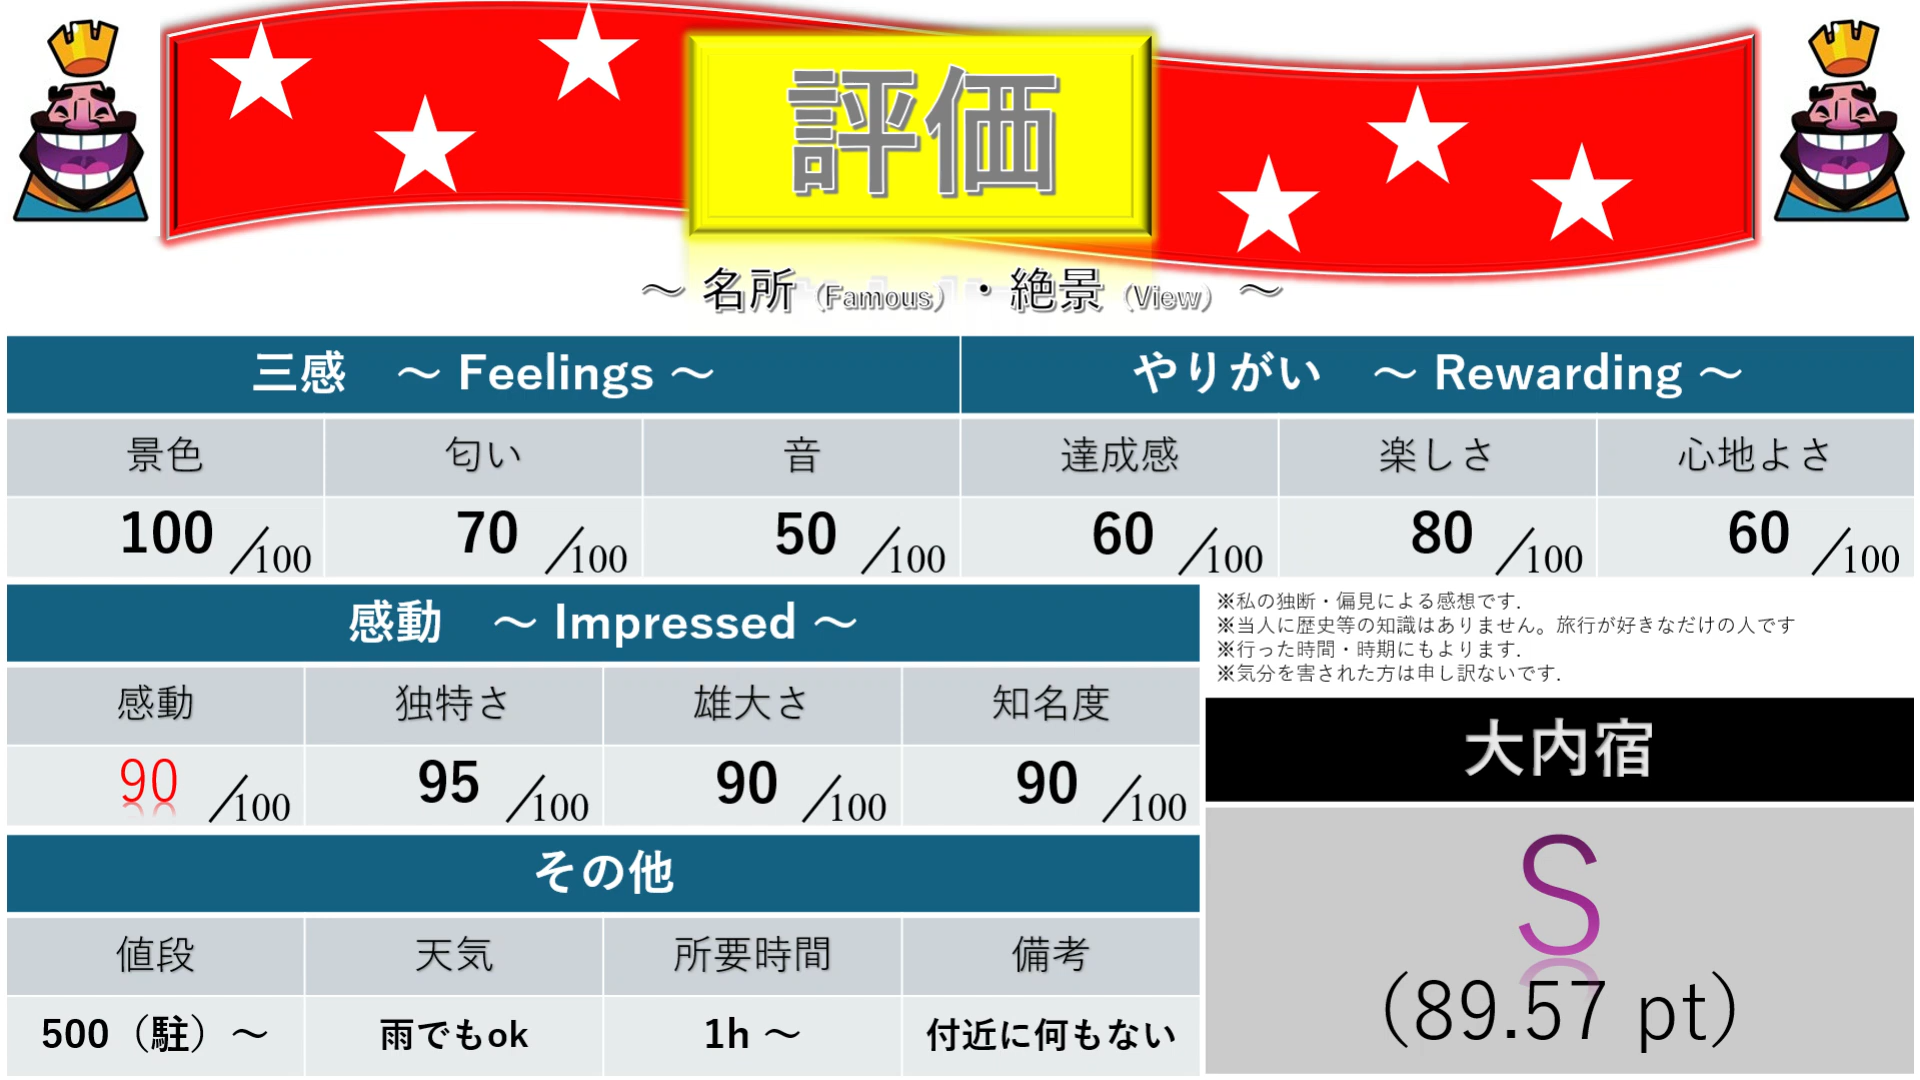 評価
～ 名所（Famous）・絶景（View） ～
三感　～ Feelings ～
やりがい　～ Rewarding ～
景色
匂い
音
達成感
楽しさ
心地よさ
100 ／100
70 ／100
50 ／100
60 ／100
80 ／100
60 ／100
感動　～ Impressed ～
感動
独特さ
雄大さ
知名度
90 ／100
95 ／100
90 ／100
90 ／100
その他
値段
天気
所要時間
備考
500（駐）～
雨でもok
1h ～
付近に何もない
※私の独断・偏見による感想です.
※当人に歴史等の知識はありません。旅行が好きなだけの人です
※行った時間・時期にもよります.
※気分を害された方は申し訳ないです.
大内宿
S
（89.57 pt）